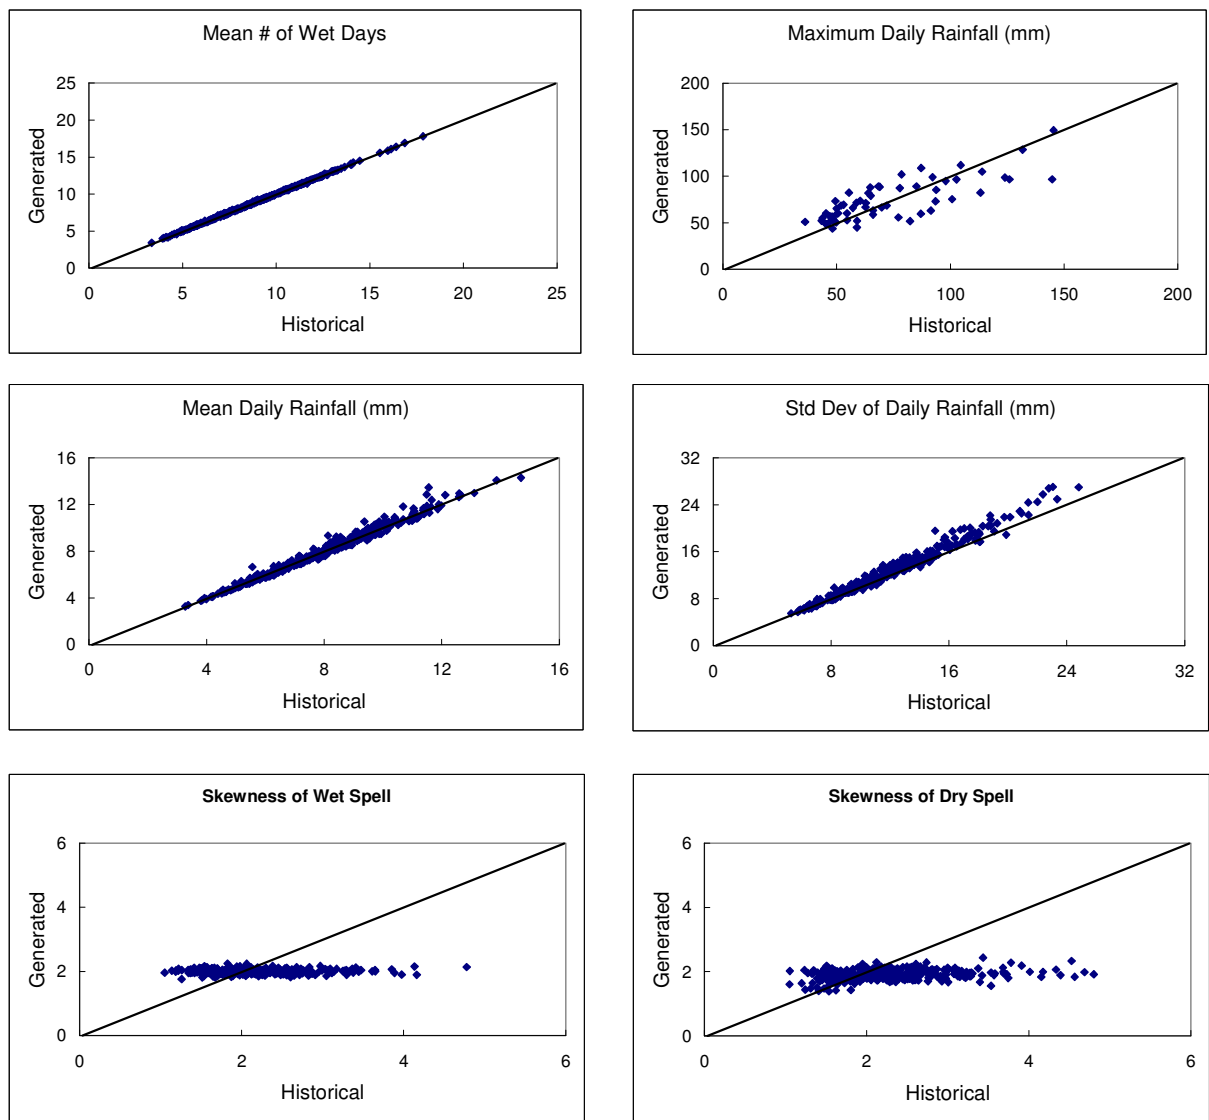 Mean # of Wet Days
25
20
15
10
5
0
Generated
0 5 10 15 20 25
Historical
Maximum Daily Rainfall (mm)
200
150
100
50
0
Generated
0 50 100 150 200
Historical
Mean Daily Rainfall (mm)
16
12
8
4
0
Generated
0 4 8 12 16
Historical
Std Dev of Daily Rainfall (mm)
32
24
16
8
0
Generated
0 8 16 24 32
Historical
Skewness of Wet Spell
6
4
2
0
Generated
0 2 4 6
Historical
Skewness of Dry Spell
6
4
2
0
Generated
0 2 4 6
Historical